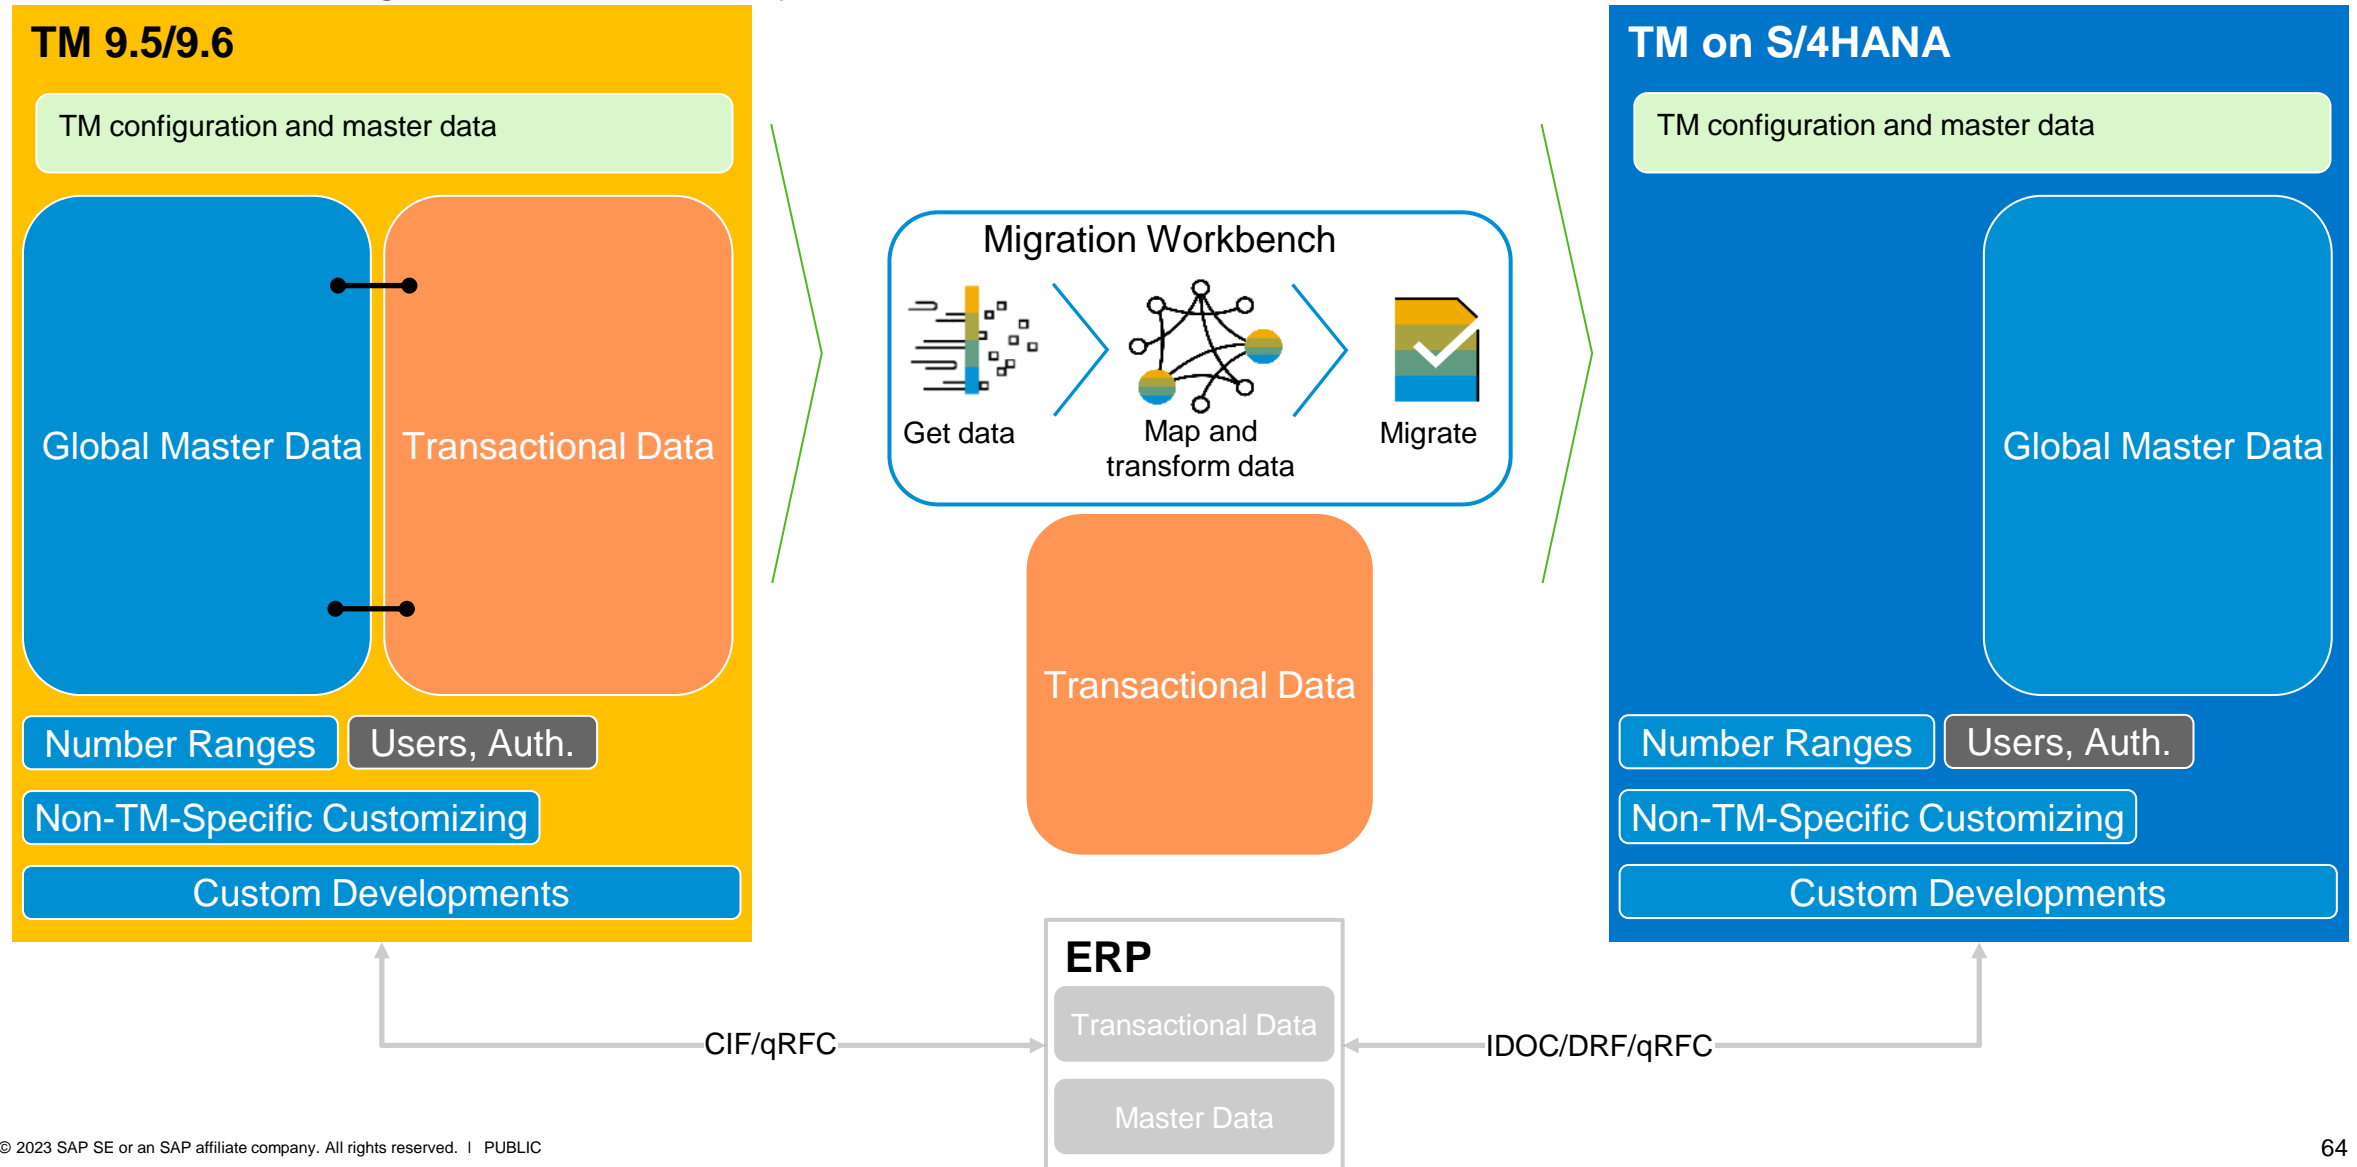 TM 9.5/9.6
TM configuration and master data
Global Master Data
Transactional Data
Number Ranges
Users, Auth.
Non-TM-Specific Customizing
Custom Developments
Migration Workbench
Get data
Map and
transform data
Migrate
Transactional Data
TM on S/4HANA
TM configuration and master data
Global Master Data
Number Ranges
Users, Auth.
Non-TM-Specific Customizing
Custom Developments
CIF/qRFC
ERP
Transactional Data
Master Data
IDOC/DRF/qRFC
© 2023 SAP SE or an SAP affiliate company. All rights reserved. | PUBLIC
64